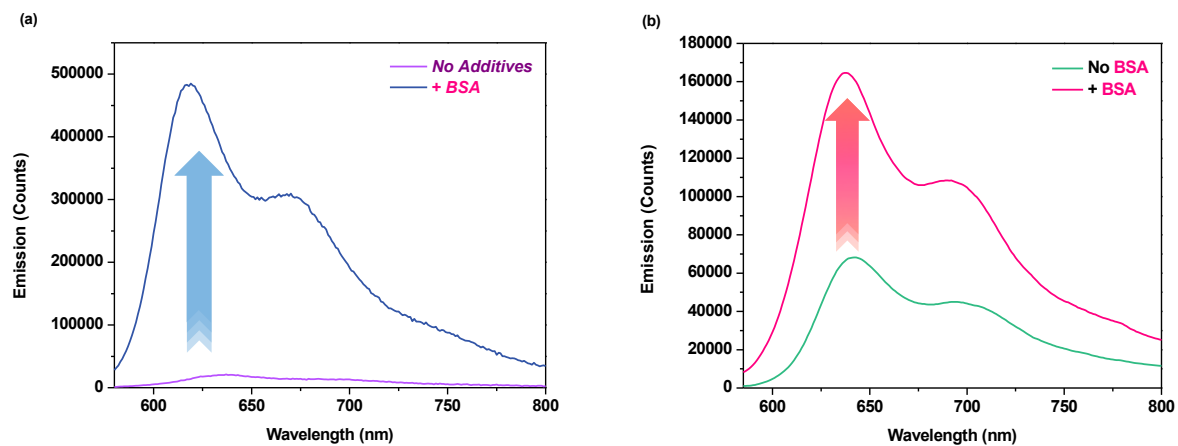 (a)
500000
400000
300000
200000
100000
0
Emission (Counts)
600
650
700
750
800
Wavelength (nm)
No Additives
+ BSA
(b)
180000
160000
140000
120000
100000
80000
60000
40000
20000
0
Emission (Counts)
600
650
700
750
800
Wavelength (nm)
No BSA
+ BSA